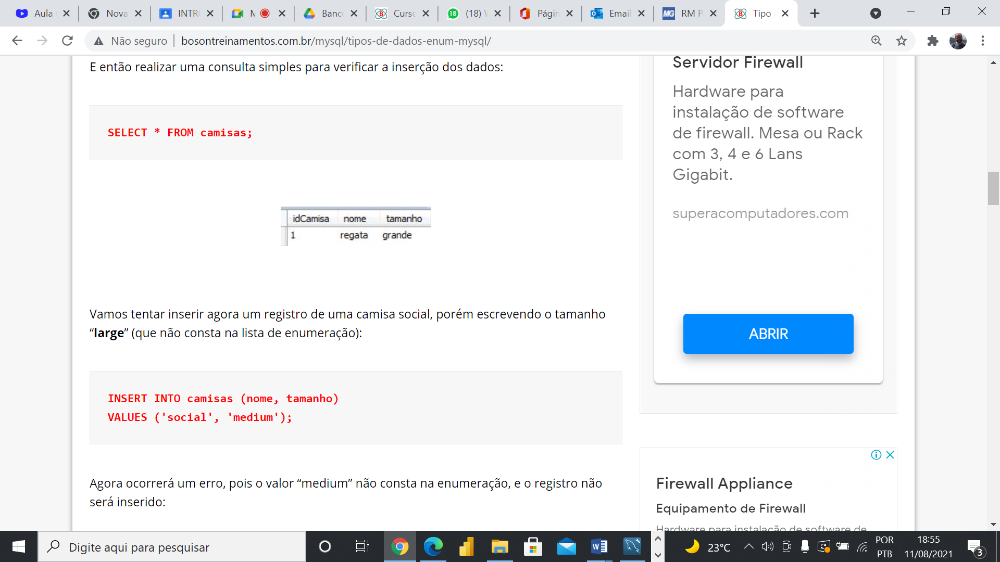 Aula
Nova
INTR
M
Banc
Curso
(18) W
Págin
Email
RM P
Tipo
Não seguro
bosontreinamentos.com.br/mysql/tipos-de-dados-enum-mysql/
E então realizar uma consulta simples para verificar a inserção dos dados:
SELECT * FROM camisas;
idCamisa nome tamanho
1 regata grande
Vamos tentar inserir agora um registro de uma camisa social, porém escrevendo o tamanho
“large” (que não consta na lista de enumeração):
INSERT INTO camisas (nome, tamanho)
VALUES ('social', 'medium');
Agora ocorrerá um erro, pois o valor “medium” não consta na enumeração, e o registro não
será inserido:
Servidor Firewall
Hardware para
instalação de software
de firewall. Mesa ou Rack
com 3, 4 e 6 Lans
Gigabit.
superacomputadores.com
ABRIR
Firewall Appliance
Equipamento de Firewall
Hardware para instalação de software de
Digite aqui para pesquisar
23°C
POR
PTB
18:55
11/08/2021
3